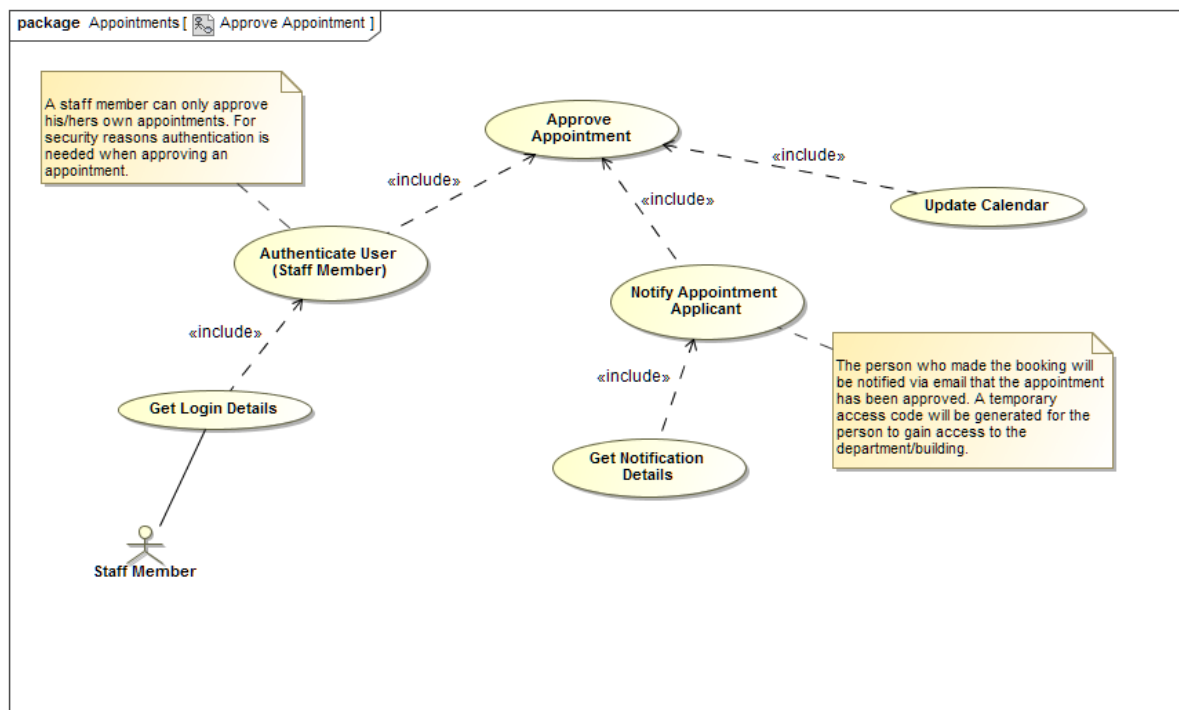 package Appointments [ Approve Appointment ]
A staff member can only approve
his/hers own appointments. For
security reasons authentication is
needed when approving an
appointment.
Approve
Appointment
«include»
«include»
«include»
Update Calendar
Authenticate User
(Staff Member)
Notify Appointment
Applicant
«include»
«include»
The person who made the booking will
be notified via email that the appointment
has been approved. A temporary
access code will be generated for the
person to gain access to the
department/building.
Get Login Details
Get Notification
Details
Staff Member